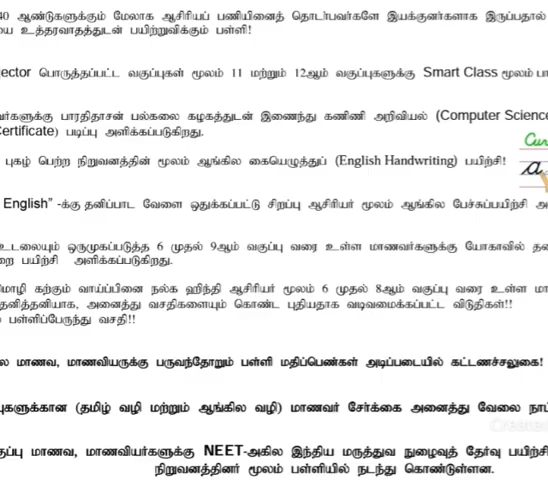 40 ஆண்டுகளுக்கும் மேலாக ஆசிரியப் பணியினைத் தொடர்பவர்களே இயக்குனர்களாக இருப்பதால்
உத்தரவாதத்துடன் பயிற்றுவிக்கும் பள்ளி!
பொருத்தப்பட்ட வகுப்புகள் மூலம் 11 மற்றும் 12ஆம் வகுப்புகளுக்கு Smart Class மூலம்
பாரதிதாசன் பல்கலை கழகத்துடன் இணைந்து கணிணி அறிவியல் (Computer Science
Certificate) படிப்பு அளிக்கப்படுகிறது.
புகழ் பெற்ற நிறுவனத்தின் மூலம் ஆங்கில கையெழுத்துப் (English Handwriting) பயிற்சி!
English" -க்கு தனிப்பாட வேளை ஒதுக்கப்பட்டு சிறப்பு ஆசிரியர் மூலம் ஆங்கில பேச்சுப்பயிற்சி
உடலையும் ஒருமுகப்படுத்த 6 முதல் 9ஆம் வகுப்பு வரை உள்ள மாணவர்களுக்கு யோகாவில்
பயிற்சி அளிக்கப்படுகிறது.
கற்கும் வாய்ப்பினை நல்க ஹிந்தி ஆசிரியர் மூலம் 6 முதல் 8ஆம் வகுப்பு வரை உள்ள
தனித்தனியாக, அனைத்து வசதிகளையும் கொண்ட புதியதாக வடிவமைக்கப்பட்ட விடுதிகள்!!
பள்ளிப்பேருந்து வசதி!!
மாணவ, மாணவியருக்கு பருவந்தோறும் பள்ளி மதிப்பெண்கள் அடிப்படையில் கட்டணச்சலுகை!
(தமிழ் வழி மற்றும் ஆங்கில வழி) மாணவர் சேர்க்கை அனைத்து வேலை
மாணவ, மாணவியர்களுக்கு NEET-அகில இந்திய மருத்துவ நுழைவுத் தேர்வு பயிற்சி
நிறுவனத்தினர் மூலம் பள்ளியில் நடந்து கொண்டுள்ளன.